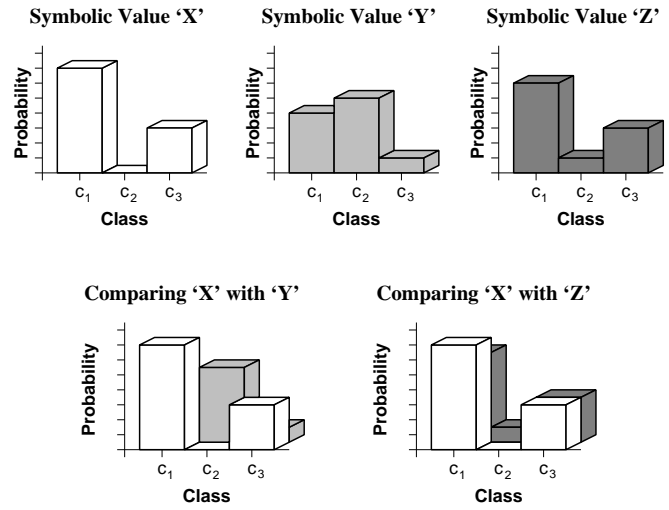 Symbolic Value ‘X’
Probability
c1 c2 c3
Class
Symbolic Value ‘Y’
Probability
c1 c2 c3
Class
Symbolic Value ‘Z’
Probability
c1 c2 c3
Class
Comparing ‘X’ with ‘Y’
Probability
c1 c2 c3
Class
Comparing ‘X’ with ‘Z’
Probability
c1 c2 c3
Class